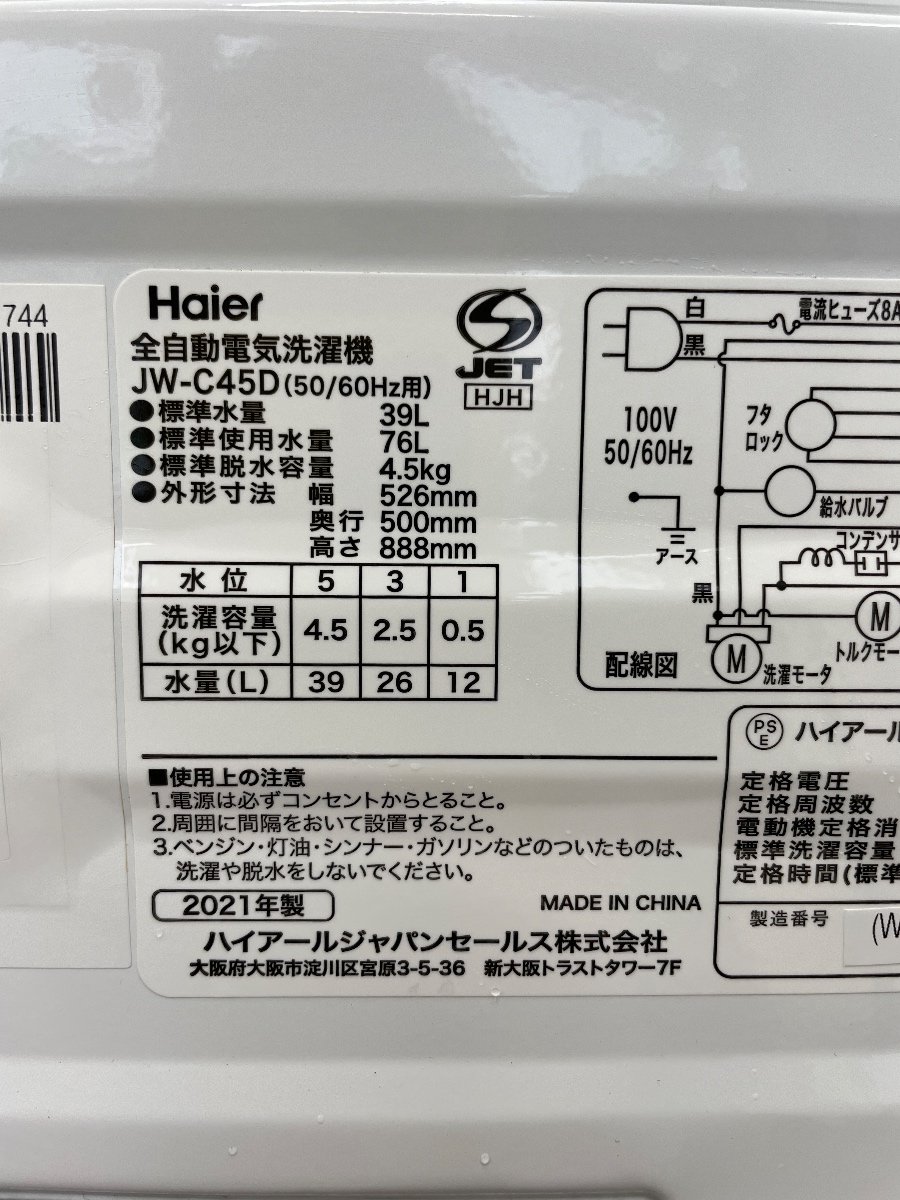 744
Haier
全自動電気洗濯機
JW-C45D(50/60Hz用)
●標準水量 39L
●標準使用水量 76L
●標準脱水容量 4.5kg
●外形寸法 幅 526mm
奥行 500mm
高さ 888mm
JET
HJH
水位 5 3 1
洗濯容量(kg以下) 4.5 2.5 0.5
水量(L) 39 26 12
白
電流ヒューズ8A
黒
100V
50/60Hz
フタ
ロック
給水バルブ
アース
コンデンサ
黒
M
トルクモー
M
洗濯モータ
配線図
■使用上の注意
1.電源は必ずコンセントからとること。
2.周囲に間隔をおいて設置すること。
3.ベンジン・灯油・シンナー・ガソリンなどのついたものは、
洗濯や脱水をしないでください。
2021年製
MADE IN CHINA
ハイアールジャパンセールス株式会社
大阪府大阪市淀川区宮原3-5-36 新大阪トラストタワー7F
PSE ハイアール
定格電圧
定格周波数
電動機定格消
標準洗濯容量
定格時間(標準
製造番号
(W